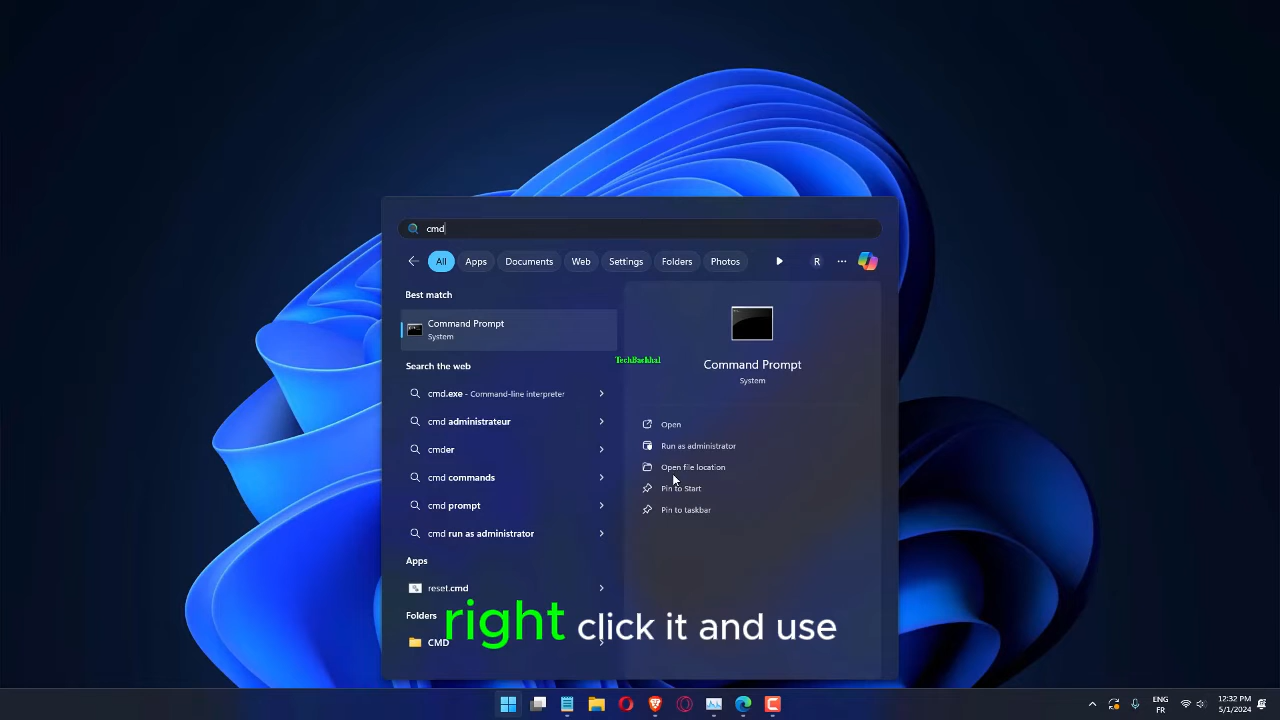 cmd
All Apps Documents Web Settings Folders Photos R
Best match
Command Prompt
System
Search the web
cmd.exe - Command-line interpreter
cmd administrateur
cmder
cmd commands
cmd prompt
cmd run as administrator
Apps
reset.cmd
Folders
CMD
TechBachhal
Command Prompt
System
Open
Run as administrator
Open file location
Pin to Start
Pin to taskbar
right click it and use
ENG
FR
12:32 PM
5/1/2024